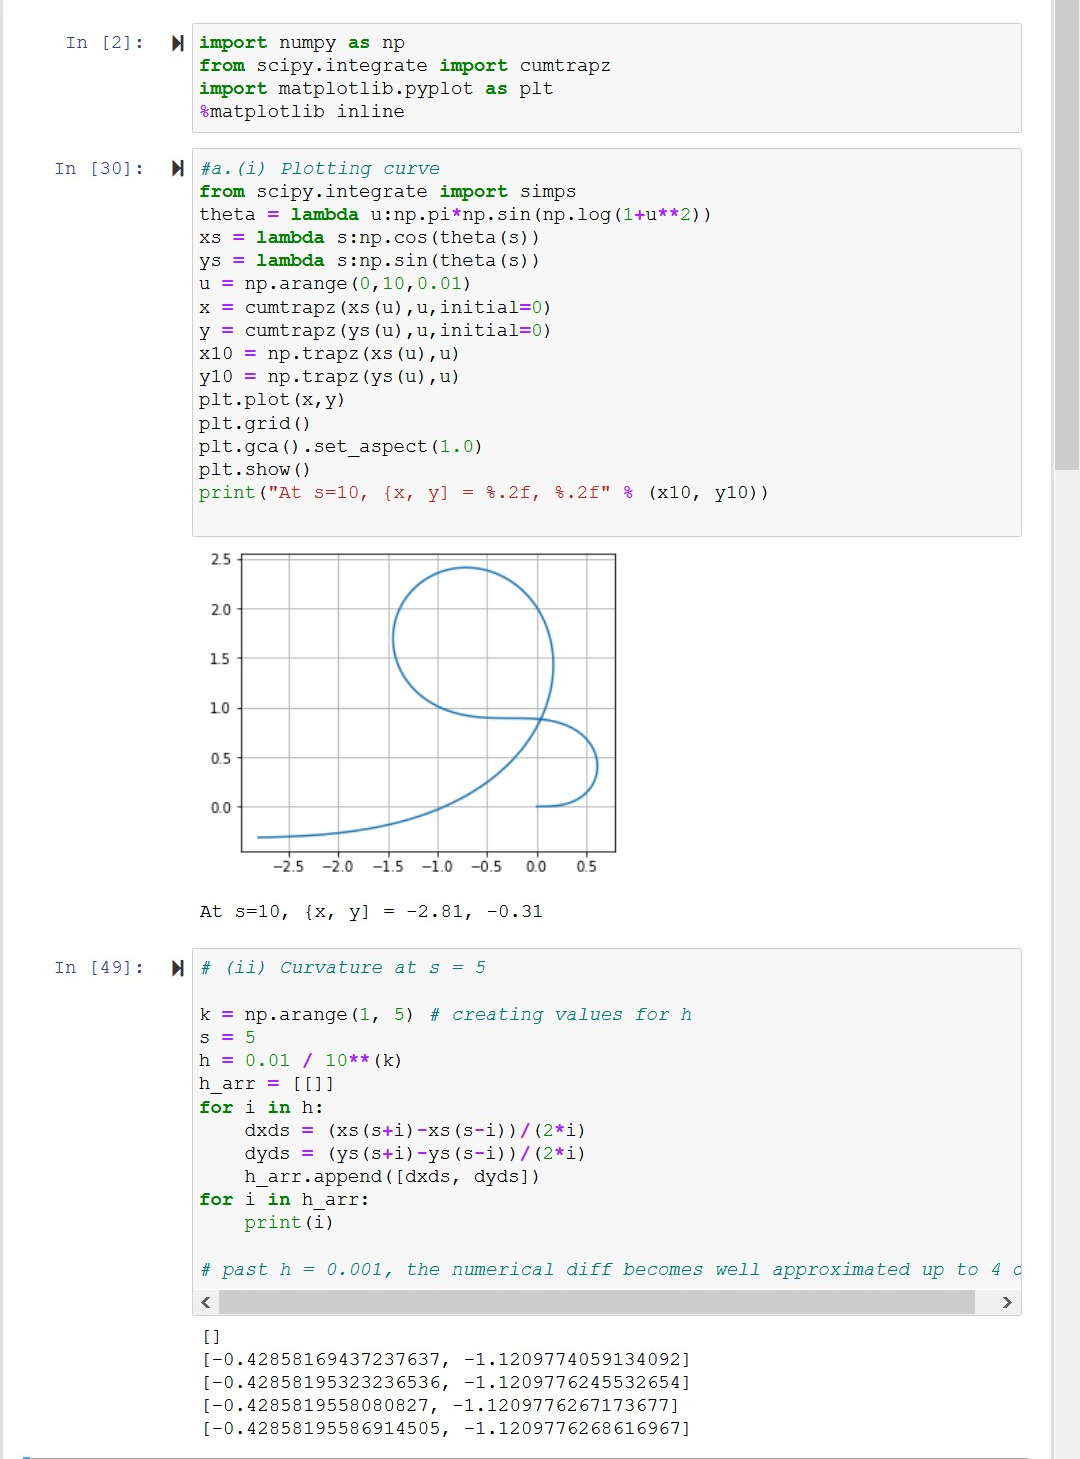 In [2]:
import numpy as np
from scipy.integrate import cumtrapz
import matplotlib.pyplot as plt
%matplotlib inline
In [30]:
#a.(i) Plotting curve
from scipy.integrate import simps
theta = lambda u:np.pi*np.sin(np.log(1+u**2))
xs = lambda s:np.cos(theta(s))
ys = lambda s:np.sin(theta(s))
u = np.arange(0,10,0.01)
x = cumtrapz(xs(u),u,initial=0)
y = cumtrapz(ys(u),u,initial=0)
x10 = np.trapz(xs(u),u)
y10 = np.trapz(ys(u),u)
plt.plot(x,y)
plt.grid()
plt.gca().set_aspect(1.0)
plt.show()
print("At s=10, {x, y] = %.2f, %.2f" % (x10, y10))
2.5
2.0
1.5
1.0
0.5
0.0
−2.5 −2.0 −1.5 −1.0 −0.5 0.0 0.5
At s=10, {x, y] = -2.81, -0.31
In [49]:
# (ii) Curvature at s = 5
k = np.arange(1, 5) # creating values for h
s = 5
h = 0.01 / 10**(k)
h_arr = [[]]
for i in h:
dxds = (xs(s+i)-xs(s-i))/(2*i)
dyds = (ys(s+i)-ys(s-i))/(2*i)
h_arr.append([dxds, dyds])
for i in h_arr:
print(i)
# past h = 0.001, the numerical diff becomes well approximated up to 4
[]
[-0.42858169437237637, -1.1209774059134092]
[-0.42858195323236536, -1.1209776245532654]
[-0.4285819558080827, -1.1209776267173677]
[-0.42858195586914505, -1.1209776268616967]